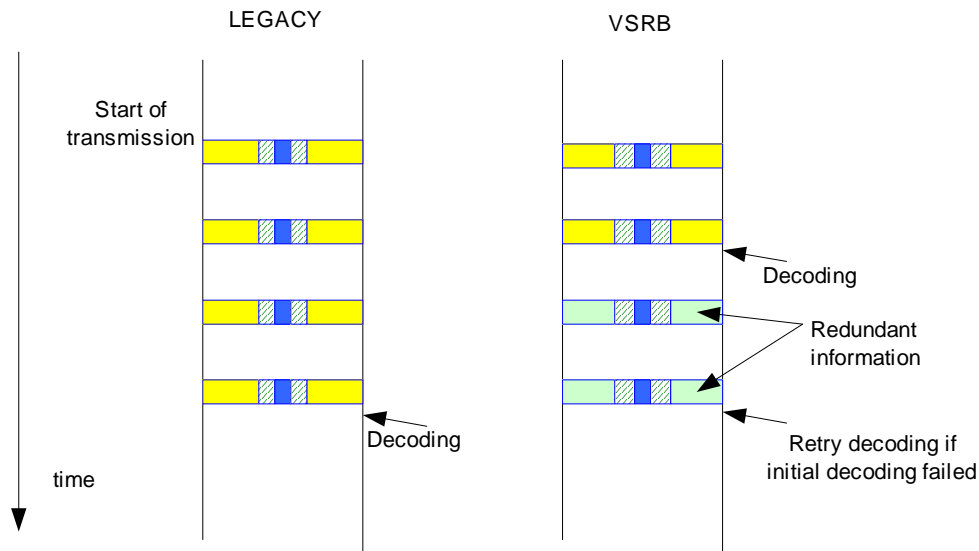 LEGACY
VSRB
Start of
transmission
Decoding
Redundant
information
Decoding
Retry decoding if
initial decoding failed
time